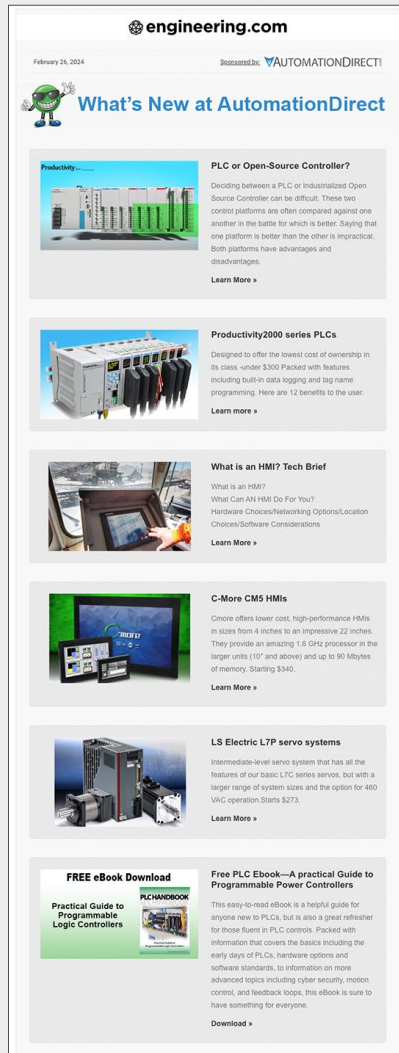 engineering.com
February 26, 2024
Sponsored by: AUTOMATIONDIRECT
What's New at AutomationDirect
Productivity
PLC or Open-Source Controller?
Deciding between a PLC or Industrialized Open
Source Controller can be difficult. These two
control platforms are often compared against one
another in the battle for which is better. Saying that
one platform is better than the other is impractical.
Both platforms have advantages and
disadvantages.
Learn More »
Productivity2000 series PLCs
Designed to offer the lowest cost of ownership in
its class -under $300 Packed with features
including built-in data logging and tag name
programming. Here are 12 benefits to the user.
Learn more »
What is an HMI? Tech Brief
What is an HMI?
What Can AN HMI Do For You?
Hardware Choices/Networking Options/Location
Choices/Software Considerations
Learn More »
C-more
C-More CM5 HMIs
Cmore offers lower cost, high-performance HMIs
in sizes from 4 inches to an impressive 22 inches.
They provide an amazing 1.6 GHz processor in the
larger units (10" and above) and up to 90 Mbytes
of memory. Starting $340.
Learn More »
LS Electric L7P servo systems
Intermediate-level servo system that has all the
features of our basic L7C series servos, but with a
larger range of system sizes and the option for 460
VAC operation.Starts $273.
Learn More »
FREE eBook Download
Practical Guide to
Programmable
Logic Controllers
PLC HANDBOOK
Free PLC Ebook—A practical Guide to
Programmable Power Controllers
This easy-to-read eBook is a helpful guide for
anyone new to PLCs, but is also a great refresher
for those fluent in PLC controls. Packed with
information that covers the basics including the
early days of PLCs, hardware options and
software standards, to information on more
advanced topics including cyber security, motion
control, and feedback loops, this eBook is sure to
have something for everyone.
Download »